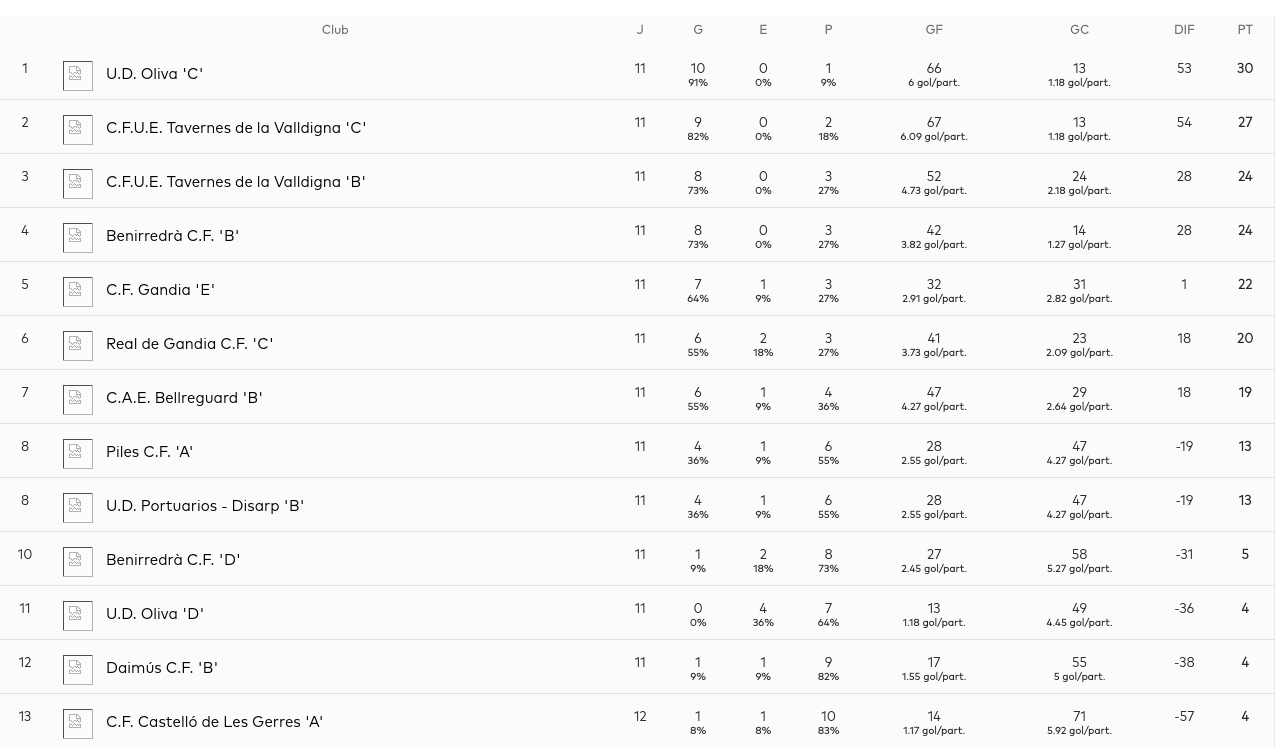 Club J G E P GF GC DIF PT
1 U.D. Oliva 'C' 11 10 0 1 66 13 53 30
91% 0% 9% 6 gol/part. 1.18 gol/part.
2 C.F.U.E. Tavernes de la Valldigna 'C' 11 9 0 2 67 13 54 27
82% 0% 18% 6.09 gol/part. 1.18 gol/part.
3 C.F.U.E. Tavernes de la Valldigna 'B' 11 8 0 3 52 24 28 24
73% 0% 27% 4.73 gol/part. 2.18 gol/part.
4 Benirredrà C.F. 'B' 11 8 0 3 42 14 28 24
73% 0% 27% 3.82 gol/part. 1.27 gol/part.
5 C.F. Gandia 'E' 11 7 1 3 32 31 1 22
64% 9% 27% 2.91 gol/part. 2.82 gol/part.
6 Real de Gandia C.F. 'C' 11 6 2 3 41 23 18 20
55% 18% 27% 3.73 gol/part. 2.09 gol/part.
7 C.A.E. Bellreguard 'B' 11 6 1 4 47 29 18 19
55% 9% 36% 4.27 gol/part. 2.64 gol/part.
8 Piles C.F. 'A' 11 4 1 6 28 47 -19 13
36% 9% 55% 2.55 gol/part. 4.27 gol/part.
8 U.D. Portuarios - Disarp 'B' 11 4 1 6 28 47 -19 13
36% 9% 55% 2.55 gol/part. 4.27 gol/part.
10 Benirredrà C.F. 'D' 11 1 2 8 27 58 -31 5
9% 18% 73% 2.45 gol/part. 5.27 gol/part.
11 U.D. Oliva 'D' 11 0 4 7 13 49 -36 4
0% 36% 64% 1.18 gol/part. 4.45 gol/part.
12 Daimús C.F. 'B' 11 1 1 9 17 55 -38 4
9% 9% 82% 1.55 gol/part. 5 gol/part.
13 C.F. Castelló de Les Gerres 'A' 12 1 1 10 14 71 -57 4
8% 8% 83% 1.17 gol/part. 5.92 gol/part.